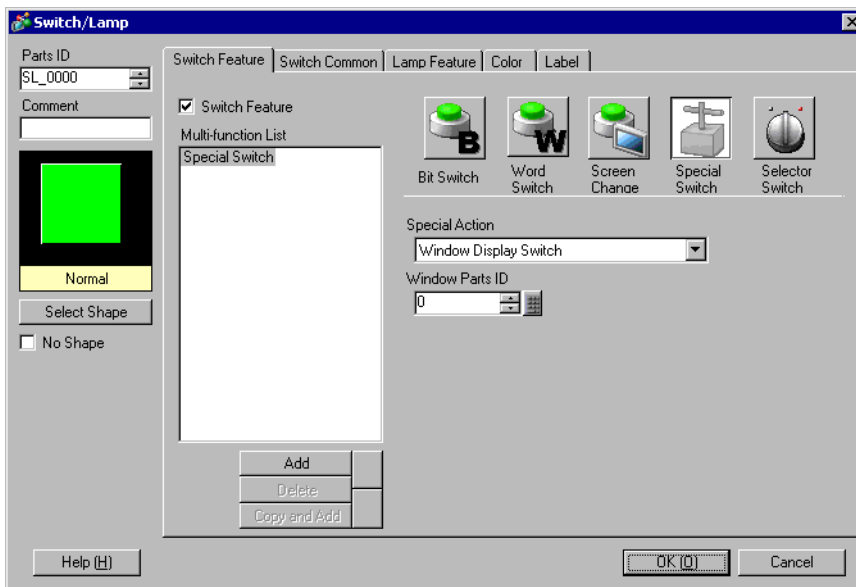 Switch/Lamp
Parts ID
SL_0000
Comment
Normal
Select Shape
No Shape
Switch Feature
Switch Common
Lamp Feature
Color
Label
Switch Feature
Multi-function List
Special Switch
Add
Delete
Copy and Add
B
W
Bit Switch
Word
Switch
Screen
Change
Special
Switch
Selector
Switch
Special Action
Window Display Switch
Window Parts ID
0
Help (H)
OK (O)
Cancel